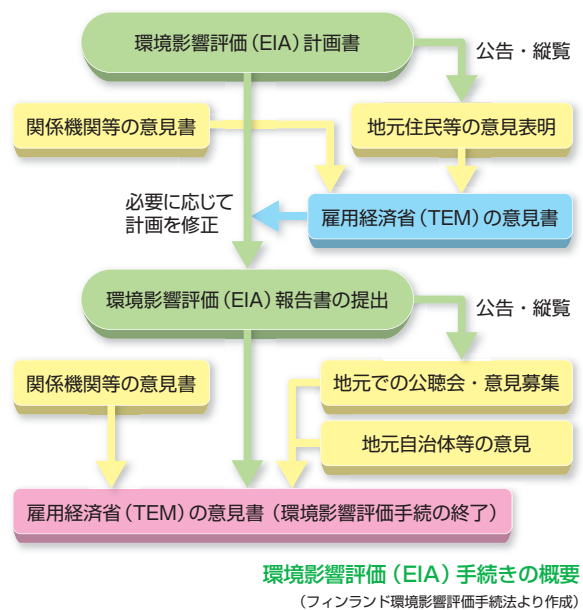 環境影響評価(EIA)計画書
公告・縦覧
関係機関等の意見書
地元住民等の意見表明
必要に応じて
計画を修正
雇用経済省(TEM)の意見書
環境影響評価(EIA)報告書の提出
公告・縦覧
関係機関等の意見書
地元での公聴会・意見募集
地元自治体等の意見
雇用経済省(TEM)の意見書(環境影響評価手続の終了)
環境影響評価(EIA)手続きの概要
(フィンランド環境影響評価手続法より作成)